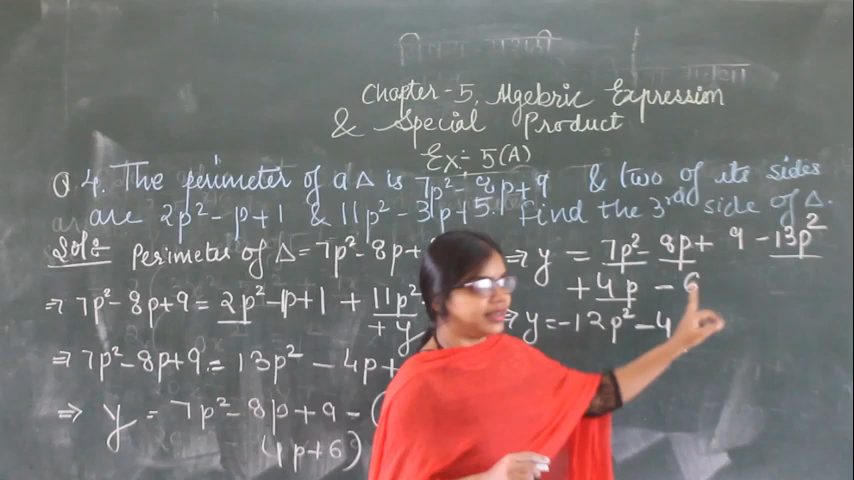 Chapter-5, Algebric Expression
& Special Product
Ex:- 5(A)
Q 4. The perimeter of a Δ is 7p²-8p+9 & two of its sides
are 2p²-p+1 & 11p²-3p+5. Find the 3rd side of Δ.
Solⁿ: Perimeter of Δ = 7p²-8p+
⇒ 7p²-8p+9 = 2p²-p+1 + 11p²
+y
⇒ 7p²-8p+9 = 13p² - 4p+
⇒ y = 7p²-8p+9-(
4p+6)
⇒ y = 7p²-8p+ 9 -13p²
+ 4p - 6
⇒ y=-12p²-4